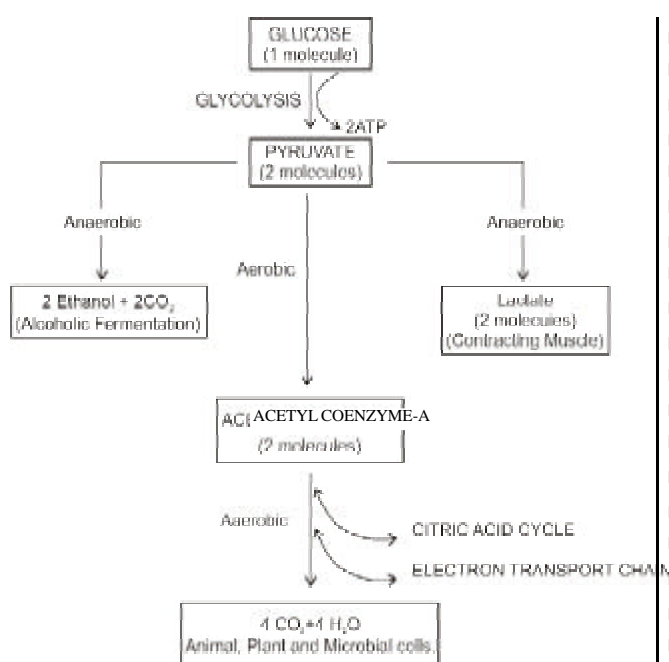 GLUCOSE
(1 molecule)
GLYCOLYSIS
2ATP
PYRUVATE
(2 molecules)
Anaerobic
Anaerobic
Aerobic
2 Ethanol + 2CO₂
(Alcoholic Fermentation)
Lactate
(2 molecules)
(Contracting Muscle)
ACETYL COENZYME-A
(2 molecules)
Aaerobic
CITRIC ACID CYCLE
ELECTRON TRANSPORT CHAIN
4 CO₂+4 H₂O
Animal, Plant and Microbial cells.